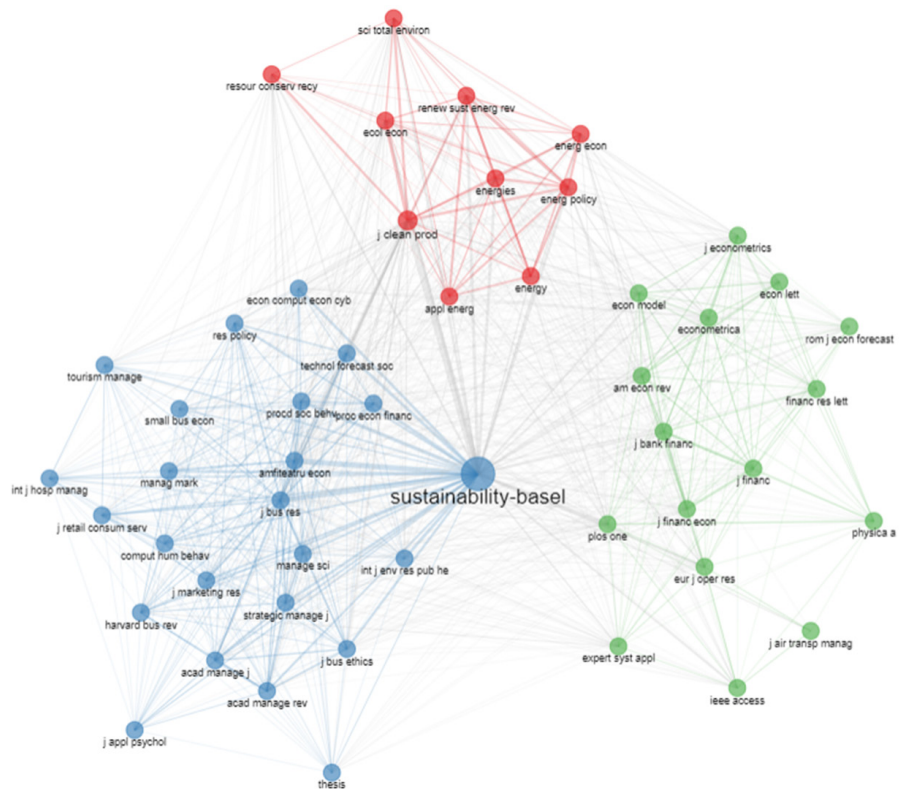 sci total environ
resour conserv recy
renew sust energ rev
ecol econ
energ econ
energies
energ policy
j clean prod
j econometrics
energy
econ lett
appl energ
econ comput econ cyb
econ model
res policy
econometrica
rom j econ forecast
technol forecast soc
tourism manage
am econ rev
financ res lett
procd soc behv
proc econ financ
small bus econ
j bank financ
amfiteatru econ
manag mark
j financ
int j hosp manag
sustainability-basel
j bus res
j retail consum serv
j financ econ
plos one
physica a
comput hum behav
manage sci
int j env res pub he
eur j oper res
j marketing res
strategic manage j
harvard bus rev
j air transp manag
expert syst appl
j bus ethics
acad manage j
acad manage rev
ieee access
j appl psychol
thesis